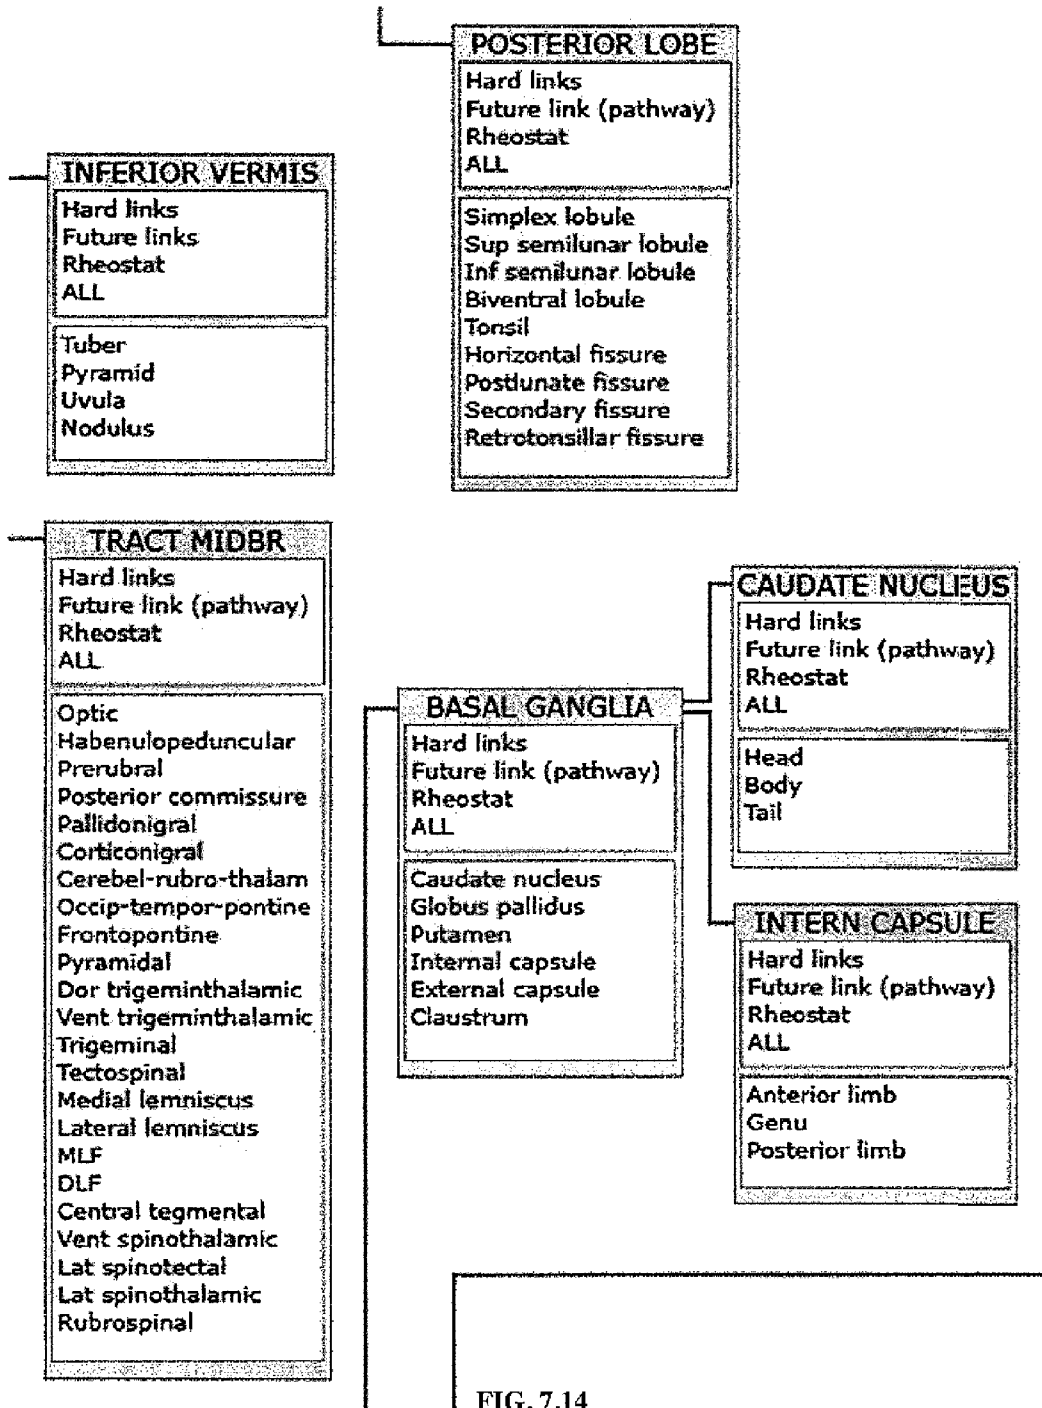 POSTERIOR LOBE
Hard links
Future link (pathway)
Rheostat
ALL
Simplex lobule
Sup semilunar lobule
Inf semilunar lobule
Biventral lobule
Tonsil
Horizontal fissure
Postlunate fissure
Secondary fissure
Retrotonsillar fissure
INFERIOR VERMIS
Hard links
Future links
Rheostat
ALL
Tuber
Pyramid
Uvula
Nodulus
TRACT MIDBR
Hard links
Future link (pathway)
Rheostat
ALL
Optic
Habenulopeduncular
Prerubral
Posterior commissure
Pallidonigral
Corticonigral
Cerebel-rubro-thalam
Occip-tempor-pontine
Frontopontine
Pyramidal
Dor trigeminthalamic
Vent trigeminthalamic
Trigeminal
Tectospinal
Medial lemniscus
Lateral lemniscus
MLF
DLF
Central tegmental
Vent spinothalamic
Lat spinotectal
Lat spinothalamic
Rubrospinal
BASAL GANGLIA
Hard links
Future link (pathway)
Rheostat
ALL
Caudate nucleus
Globus pallidus
Putamen
Internal capsule
External capsule
Claustrum
CAUDATE NUCLEUS
Hard links
Future link (pathway)
Rheostat
ALL
Head
Body
Tail
INTERN CAPSULE
Hard links
Future link (pathway)
Rheostat
ALL
Anterior limb
Genu
Posterior limb
FIG. 7.14